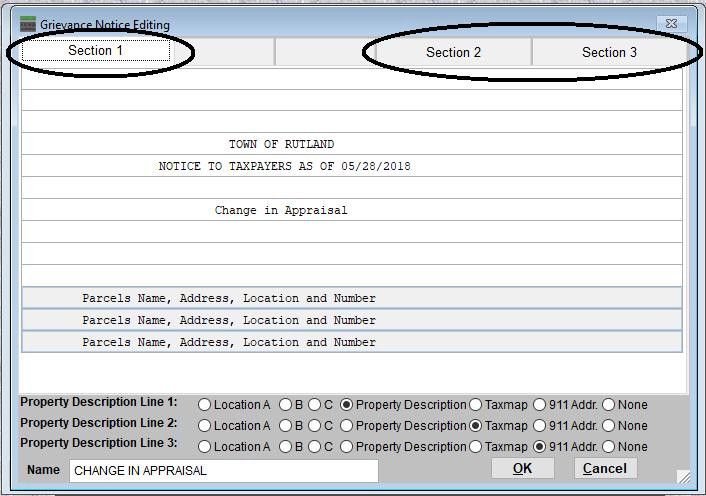 Grievance Notice Editing
Section 1 Section 2 Section 3
TOWN OF RUTLAND
NOTICE TO TAXPAYERS AS OF 05/28/2018
Change in Appraisal
Parcels Name, Address, Location and Number
Parcels Name, Address, Location and Number
Parcels Name, Address, Location and Number
Property Description Line 1: Location A B C Property Description Taxmap 911 Addr. None
Property Description Line 2: Location A B C Property Description Taxmap 911 Addr. None
Property Description Line 3: Location A B C Property Description Taxmap 911 Addr. None
Name CHANGE IN APPRAISAL OK Cancel